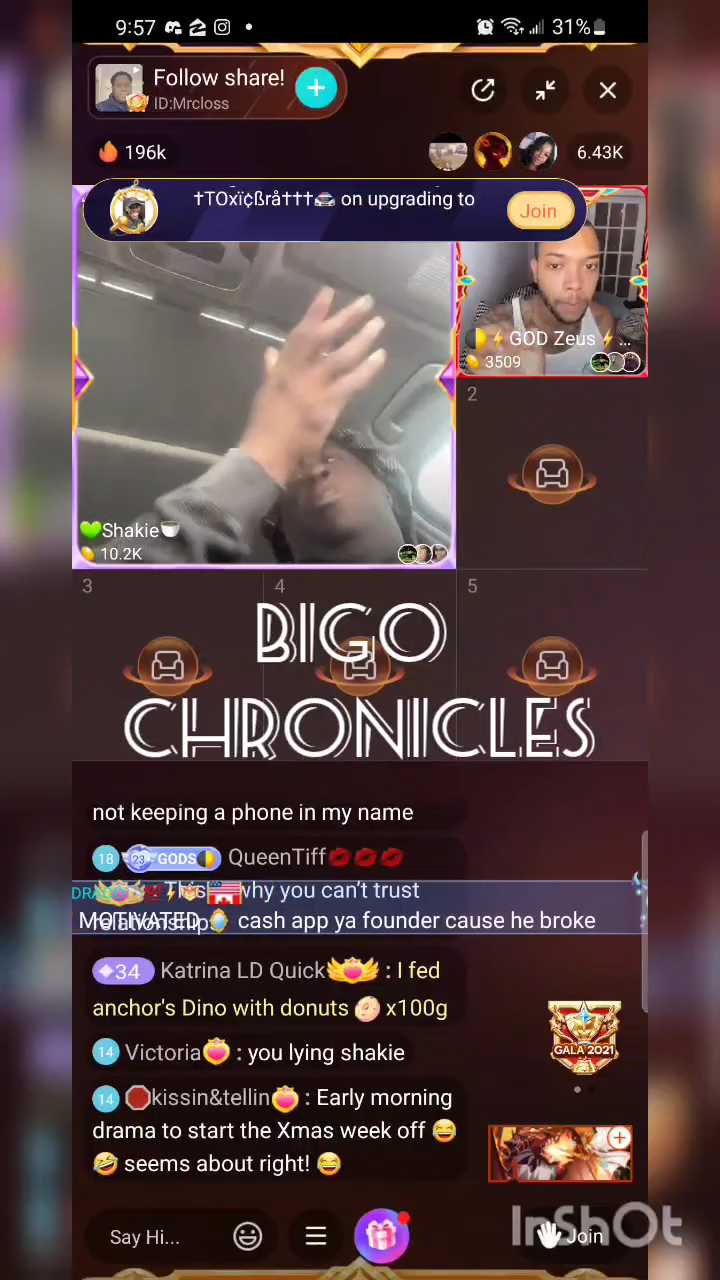 9:57
31%
Follow share!
ID:Mrcloss
196k
6.43K
†TOxï¢ßrå††† on upgrading to
Join
GOD Zeus ...
3509
2
Shakie
10.2K
3 4 5
BIGO
CHRONICLES
not keeping a phone in my name
18 23 GODS QueenTiff
This why you can't trust
MOTIVATED cash app ya founder cause he broke
34 Katrina LD Quick : I fed
anchor's Dino with donuts x100g
GALA 2021
14 Victoria : you lying shakie
14 kissin&tellin : Early morning
drama to start the Xmas week off
seems about right!
Say Hi...
Join
InShOt